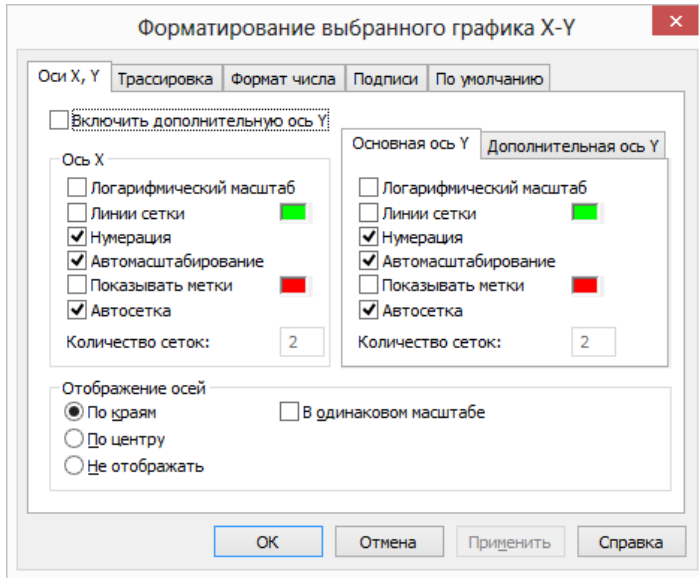 Форматирование выбранного графика X-Y
Оси X, Y Трассировка Формат числа Подписи По умолчанию
Включить дополнительную ось Y
Ось X
Логарифмический масштаб
Линии сетки
Нумерация
Автомасштабирование
Показывать метки
Автосетка
Количество сеток: 2
Основная ось Y Дополнительная ось Y
Логарифмический масштаб
Линии сетки
Нумерация
Автомасштабирование
Показывать метки
Автосетка
Количество сеток: 2
Отображение осей
По краям В одинаковом масштабе
По центру
Не отображать
ОК Отмена Применить Справка